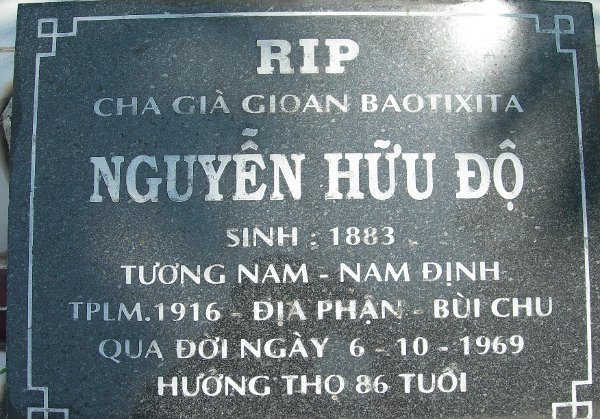 RIP
CHA GIÀ GIOAN BAOTIXITA
NGUYỄN HỮU ĐỘ
SINH : 1883
TƯƠNG NAM - NAM ĐỊNH
TPLM.1916 - ĐỊA PHẬN - BÙI CHU
QUA ĐỜI NGÀY 6 - 10 - 1969
HƯỞNG THỌ 86 TUỔI